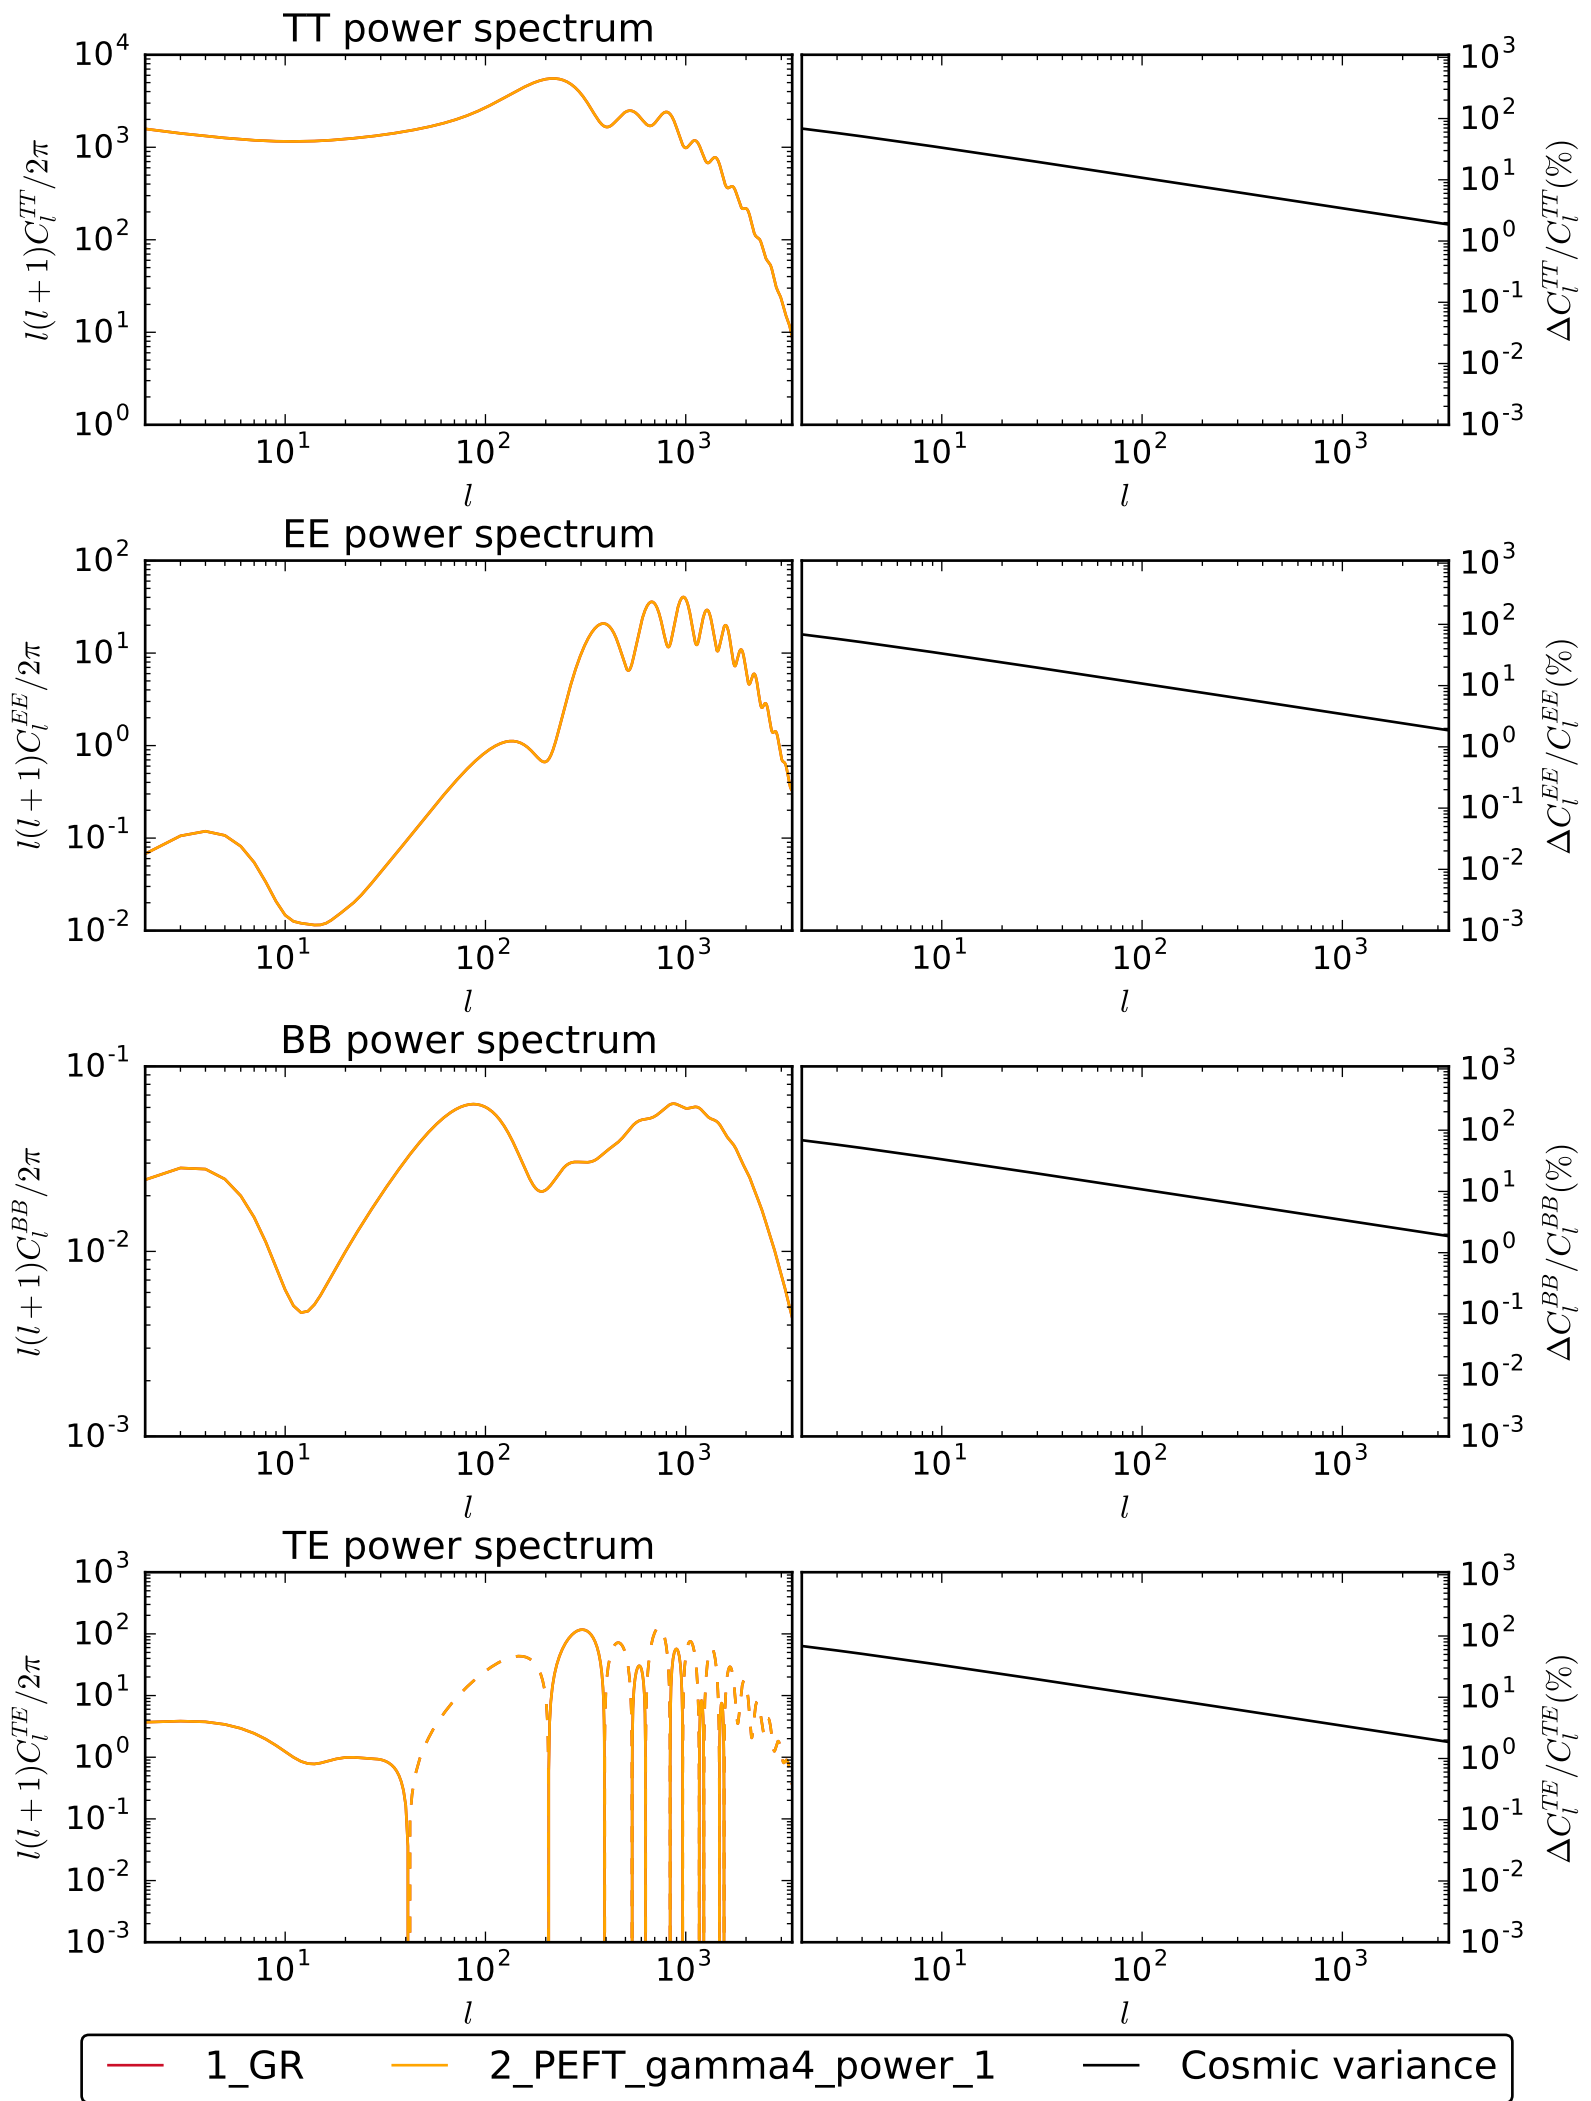 TT power spectrum
10^4 10^3 10^2 10^1 10^0
l(l+1)C_l^{TT}/2π
10^1 10^2 10^3
l
10^3 10^2 10^1 10^0 10^-1 10^-2 10^-3
ΔC_l^{TT}/C_l^{TT}(%)
10^1 10^2 10^3
l
EE power spectrum
10^2 10^1 10^0 10^-1 10^-2
l(l+1)C_l^{EE}/2π
10^1 10^2 10^3
l
10^3 10^2 10^1 10^0 10^-1 10^-2 10^-3
ΔC_l^{EE}/C_l^{EE}(%)
10^1 10^2 10^3
l
BB power spectrum
10^-1 10^-2 10^-3
l(l+1)C_l^{BB}/2π
10^1 10^2 10^3
l
10^3 10^2 10^1 10^0 10^-1 10^-2 10^-3
ΔC_l^{BB}/C_l^{BB}(%)
10^1 10^2 10^3
l
TE power spectrum
10^3 10^2 10^1 10^0 10^-1 10^-2 10^-3
l(l+1)C_l^{TE}/2π
10^1 10^2 10^3
l
10^3 10^2 10^1 10^0 10^-1 10^-2 10^-3
ΔC_l^{TE}/C_l^{TE}(%)
10^1 10^2 10^3
l
1_GR 2_PEFT_gamma4_power_1 Cosmic variance